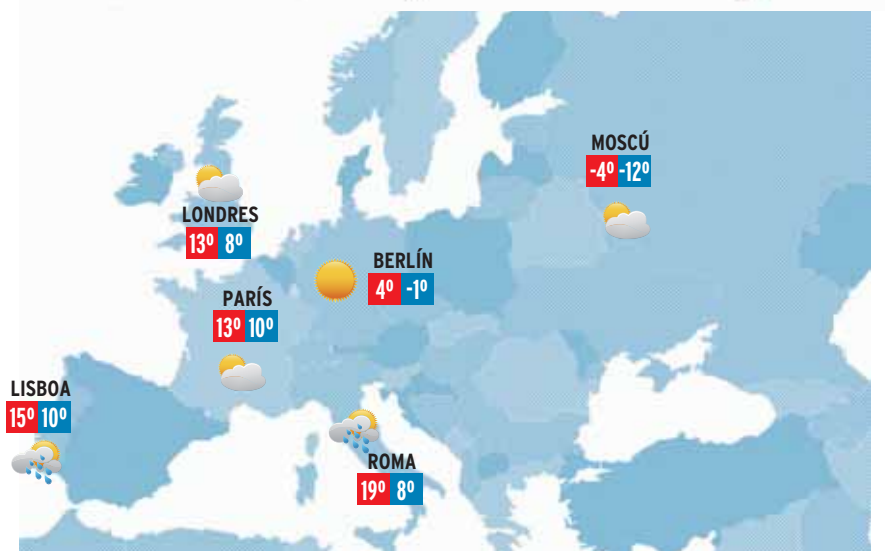 MOSCÚ
-4º -12º
LONDRES
13º 8º
BERLÍN
4º -1º
PARÍS
13º 10º
LISBOA
15º 10º
ROMA
19º 8º